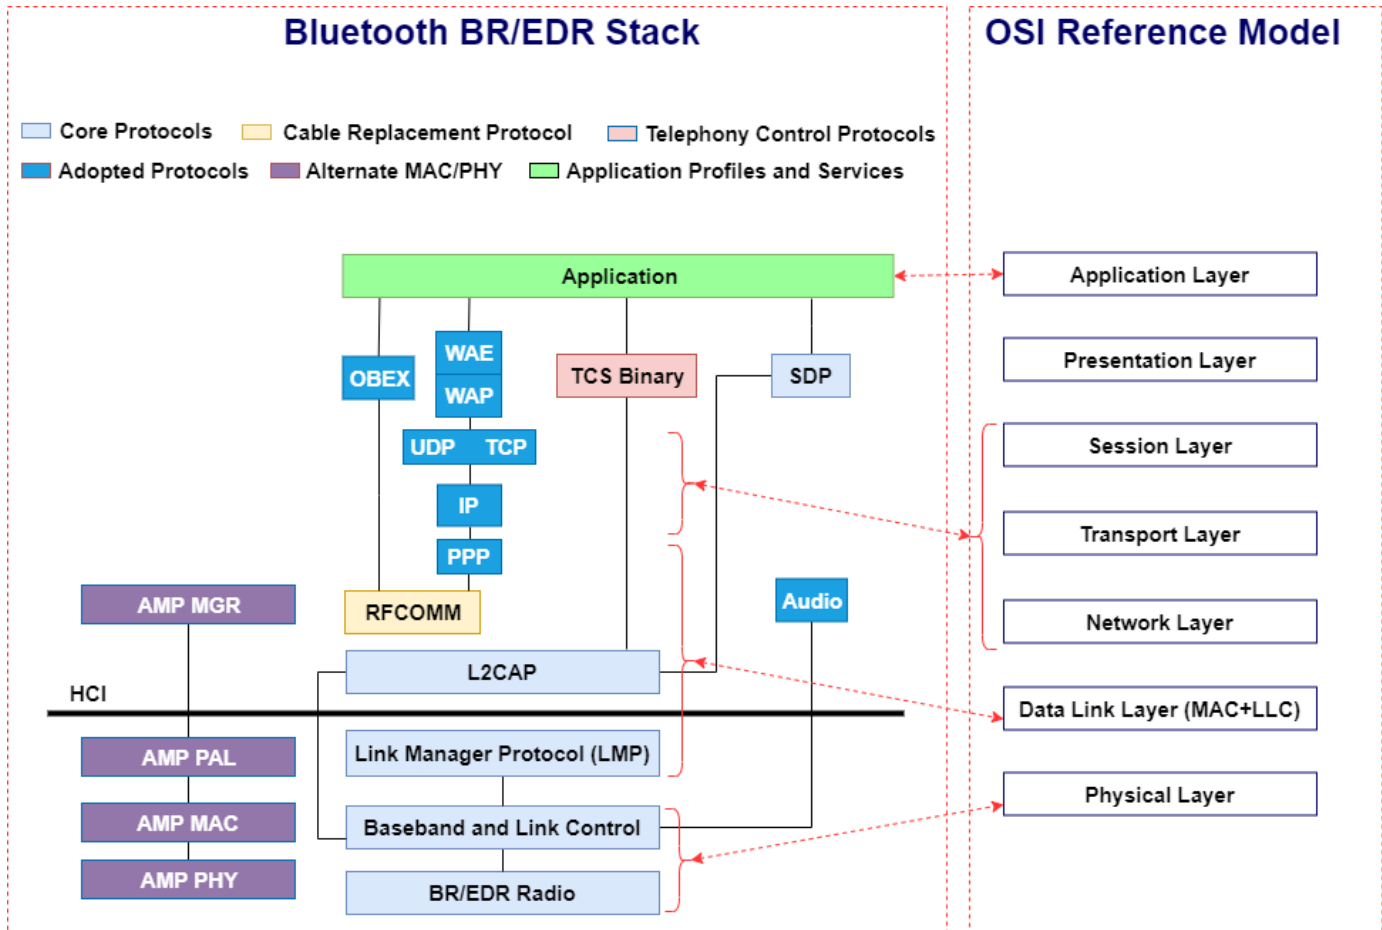 Bluetooth BR/EDR Stack
OSI Reference Model
Core Protocols
Cable Replacement Protocol
Telephony Control Protocols
Adopted Protocols
Alternate MAC/PHY
Application Profiles and Services
Application
Application Layer
WAE
OBEX
TCS Binary
SDP
Presentation Layer
WAP
UDP TCP
Session Layer
IP
Transport Layer
PPP
AMP MGR
RFCOMM
Audio
Network Layer
L2CAP
HCI
Data Link Layer (MAC+LLC)
AMP PAL
Link Manager Protocol (LMP)
Physical Layer
AMP MAC
Baseband and Link Control
AMP PHY
BR/EDR Radio